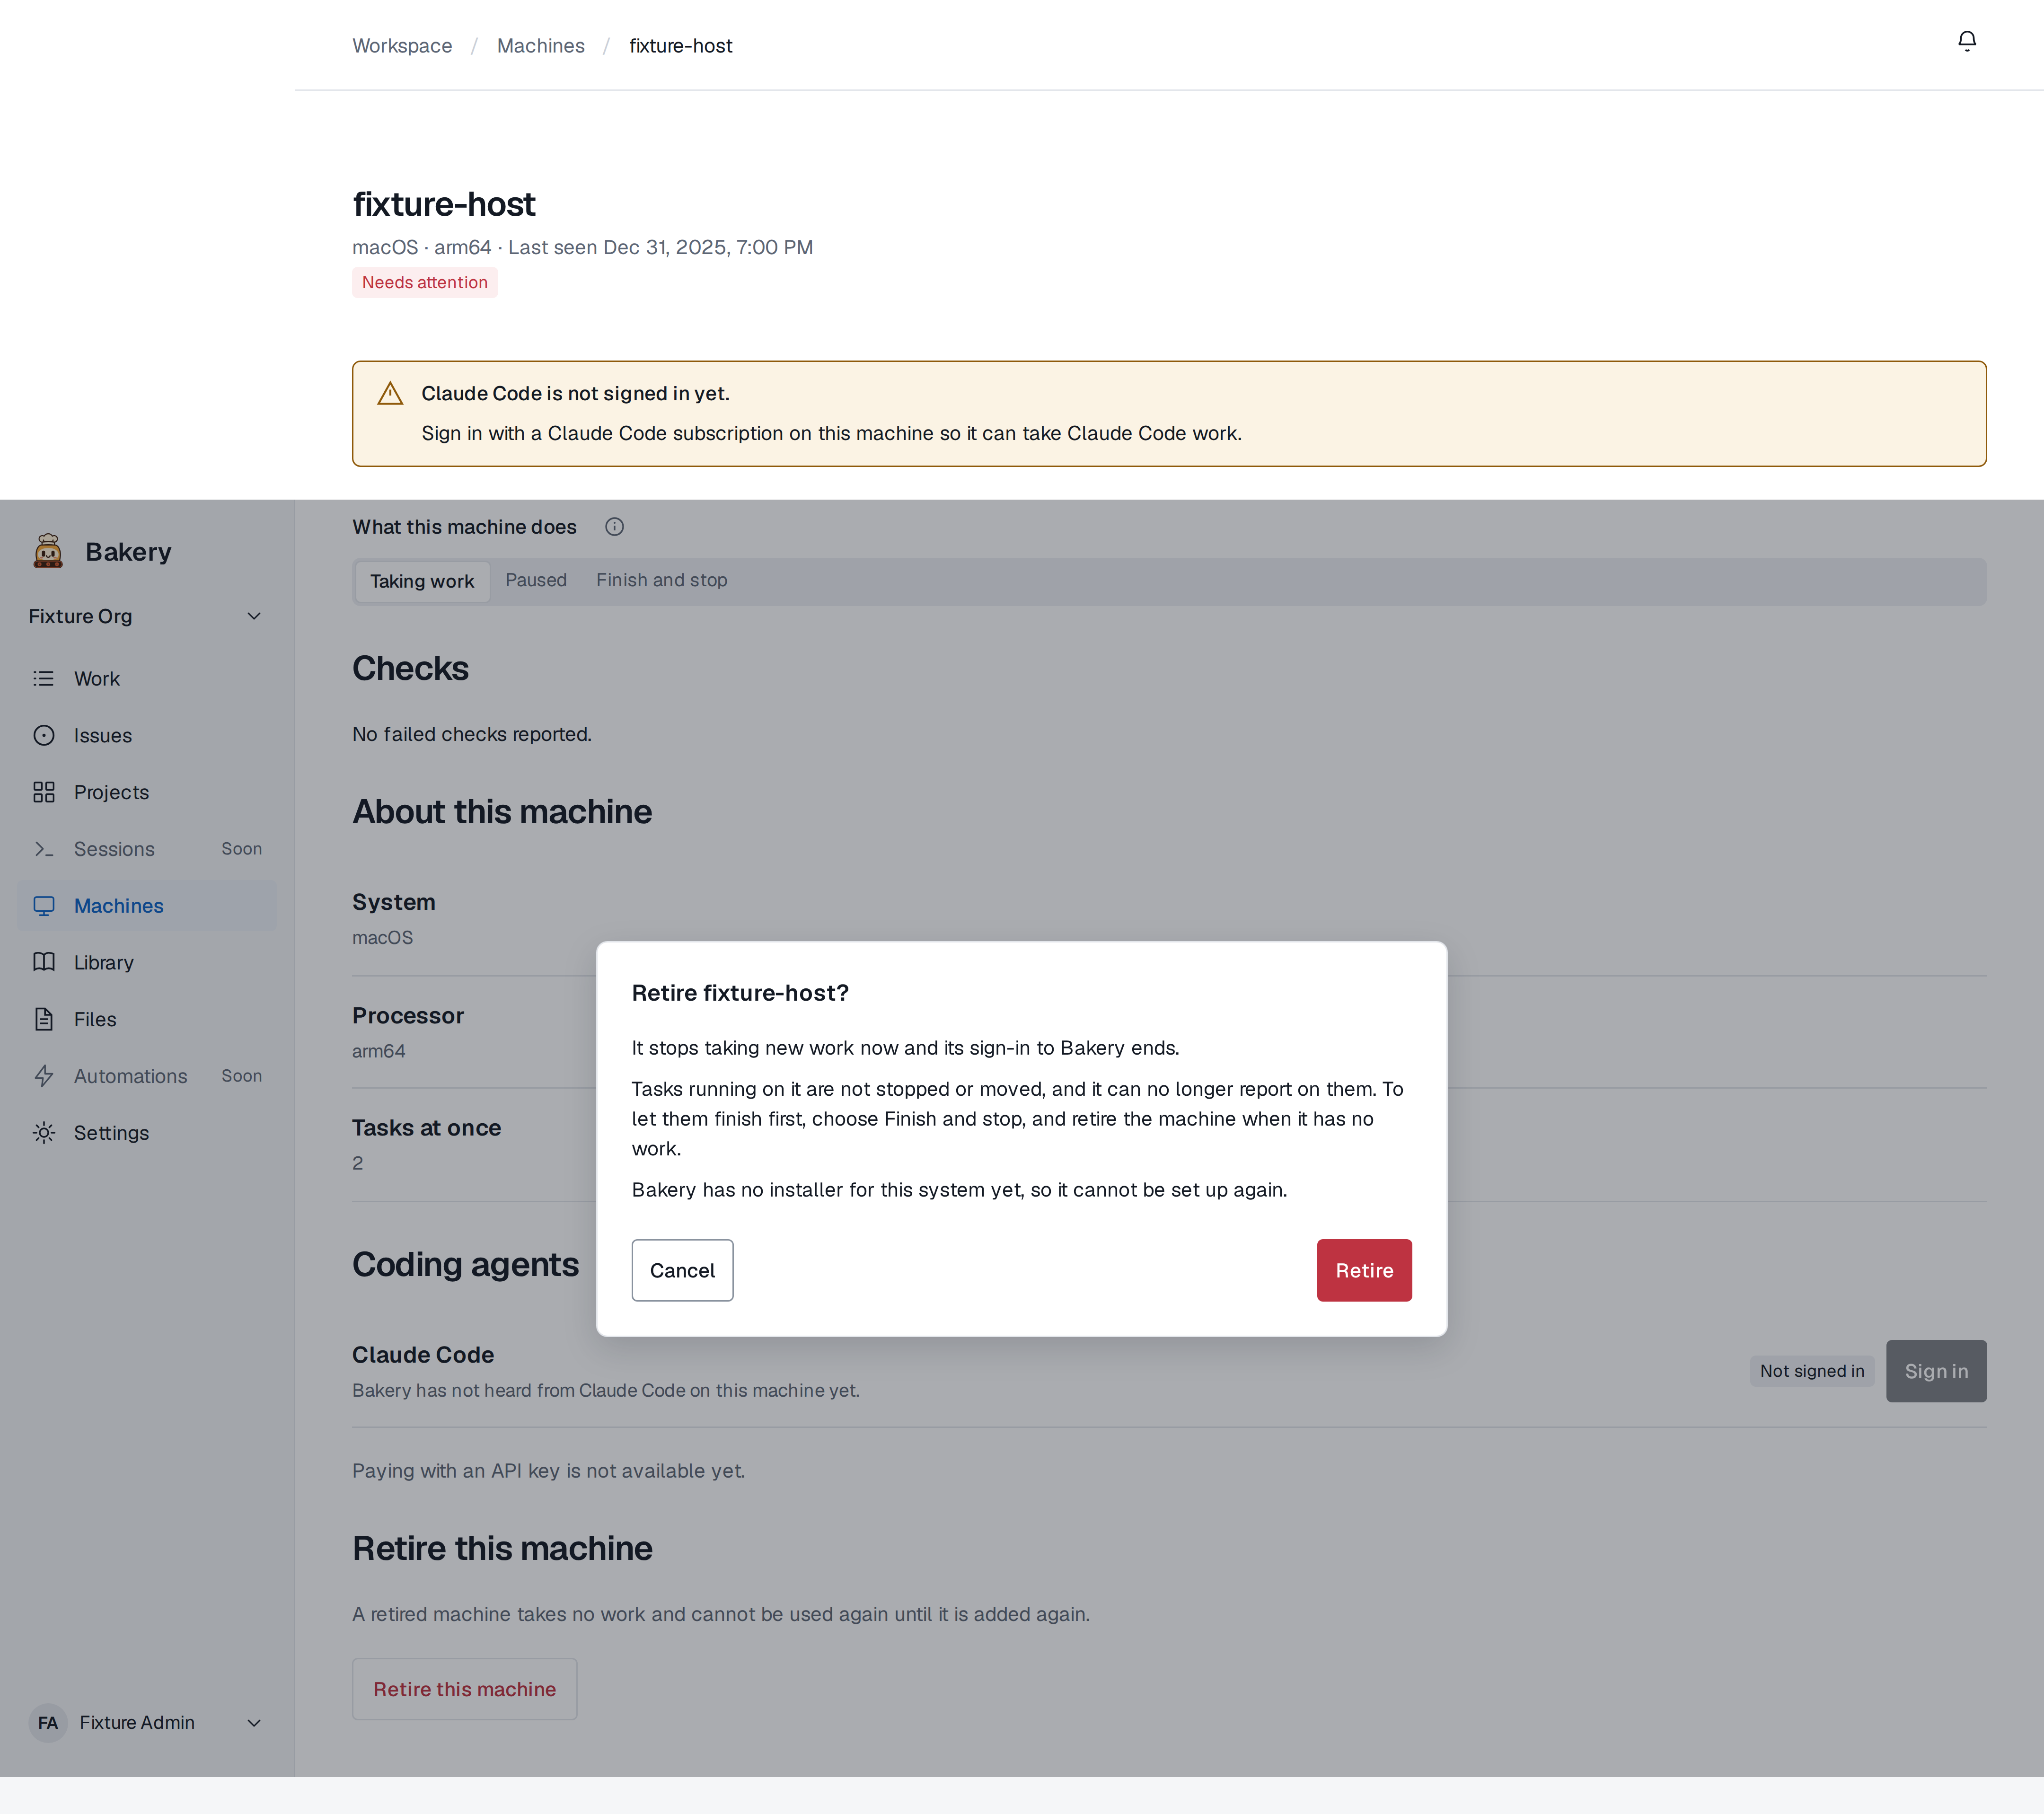 Workspace / Machines / fixture-host
fixture-host
macOS · arm64 · Last seen Dec 31, 2025, 7:00 PM
Needs attention
Claude Code is not signed in yet.
Sign in with a Claude Code subscription on this machine so it can take Claude Code work.
Bakery
Fixture Org
Work
Issues
Projects
Sessions Soon
Machines
Library
Files
Automations Soon
Settings
FA Fixture Admin
What this machine does
Taking work Paused Finish and stop
Checks
No failed checks reported.
About this machine
System
macOS
Processor
arm64
Tasks at once
2
Retire fixture-host?
It stops taking new work now and its sign-in to Bakery ends.
Tasks running on it are not stopped or moved, and it can no longer report on them. To
let them finish first, choose Finish and stop, and retire the machine when it has no
work.
Bakery has no installer for this system yet, so it cannot be set up again.
Cancel Retire
Coding agents
Claude Code
Bakery has not heard from Claude Code on this machine yet.
Not signed in Sign in
Paying with an API key is not available yet.
Retire this machine
A retired machine takes no work and cannot be used again until it is added again.
Retire this machine